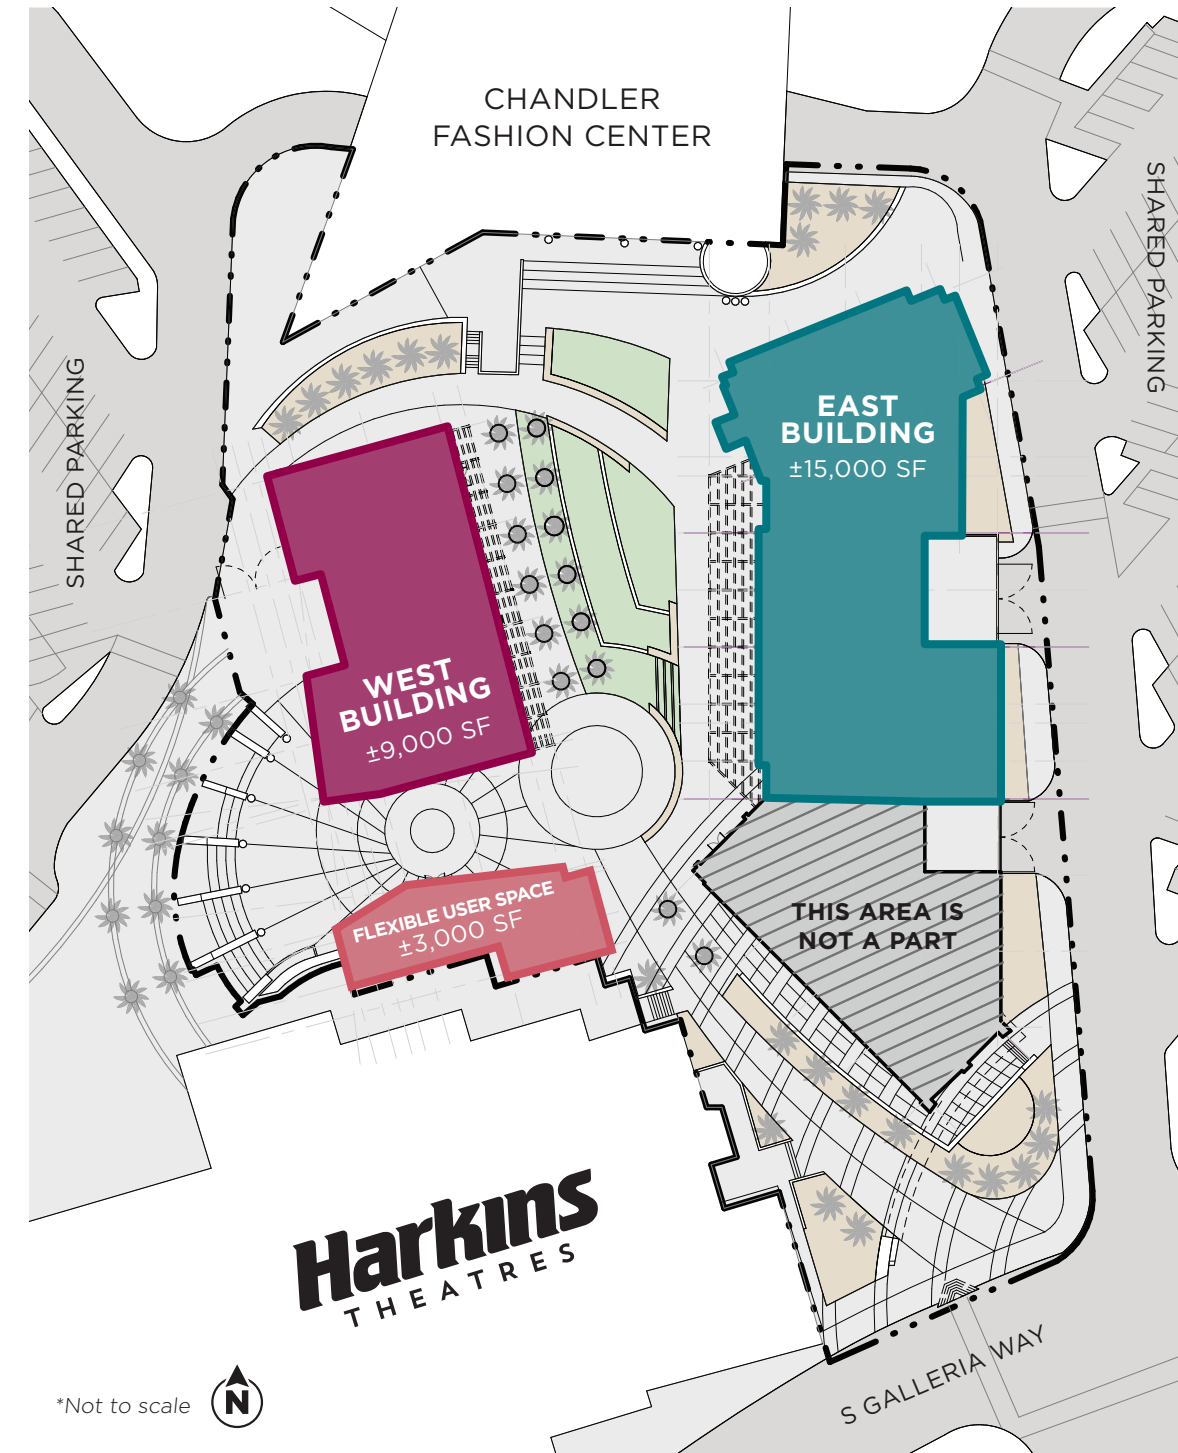 CHANDLER
FASHION CENTER
SHARED PARKING
SHARED PARKING
EAST
BUILDING
±15,000 SF
WEST
BUILDING
±9,000 SF
FLEXIBLE USER SPACE
±3,000 SF
THIS AREA IS
NOT A PART
Harkins
THEATRES
S GALLERIA WAY
*Not to scale
N